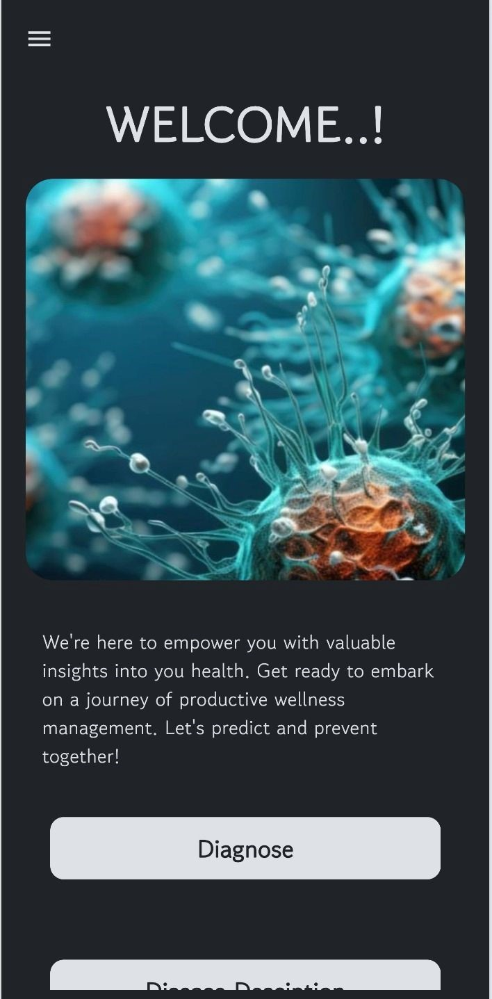 WELCOME..!
We're here to empower you with valuable
insights into you health. Get ready to embark
on a journey of productive wellness
management. Let's predict and prevent
together!
Diagnose
Disease